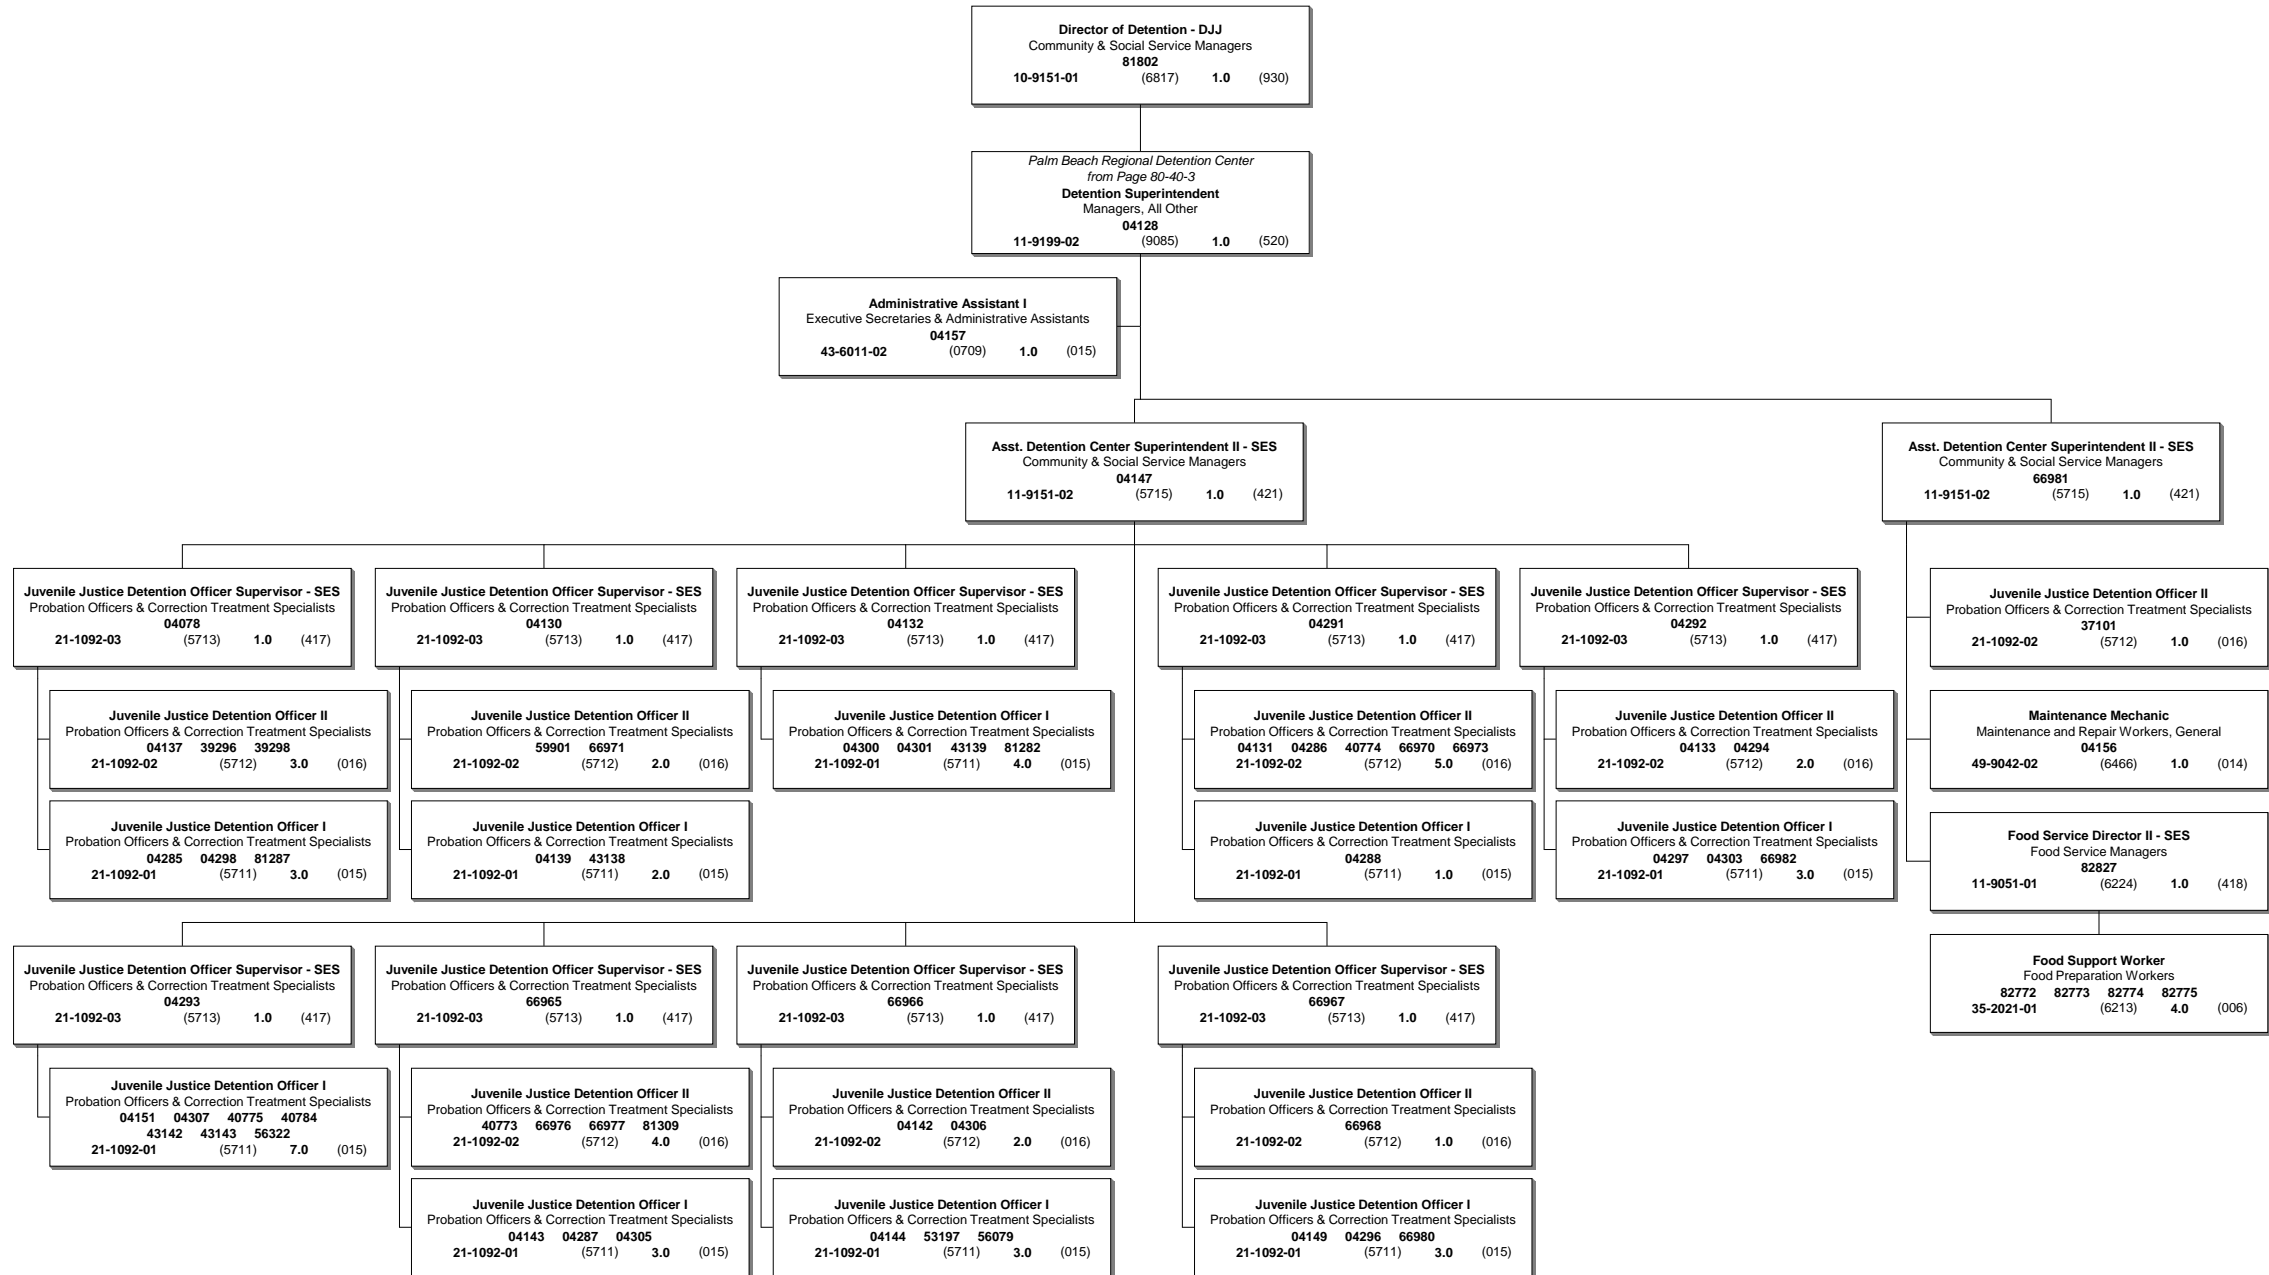 Director of Detention - DJJ
Community & Social Service Managers
81802
10-9151-01 (6817) 1.0 (930)
Palm Beach Regional Detention Center
from Page 80-40-3
Detention Superintendent
Managers, All Other
04128
11-9199-02 (9085) 1.0 (520)
Administrative Assistant I
Executive Secretaries & Administrative Assistants
04157
43-6011-02 (0709) 1.0 (015)
Asst. Detention Center Superintendent II - SES
Community & Social Service Managers
04147
11-9151-02 (5715) 1.0 (421)
Asst. Detention Center Superintendent II - SES
Community & Social Service Managers
66981
11-9151-02 (5715) 1.0 (421)
Juvenile Justice Detention Officer Supervisor - SES
Probation Officers & Correction Treatment Specialists
04078
21-1092-03 (5713) 1.0 (417)
Juvenile Justice Detention Officer Supervisor - SES
Probation Officers & Correction Treatment Specialists
04130
21-1092-03 (5713) 1.0 (417)
Juvenile Justice Detention Officer Supervisor - SES
Probation Officers & Correction Treatment Specialists
04132
21-1092-03 (5713) 1.0 (417)
Juvenile Justice Detention Officer Supervisor - SES
Probation Officers & Correction Treatment Specialists
04291
21-1092-03 (5713) 1.0 (417)
Juvenile Justice Detention Officer Supervisor - SES
Probation Officers & Correction Treatment Specialists
04292
21-1092-03 (5713) 1.0 (417)
Juvenile Justice Detention Officer II
Probation Officers & Correction Treatment Specialists
37101
21-1092-02 (5712) 1.0 (016)
Juvenile Justice Detention Officer II
Probation Officers & Correction Treatment Specialists
04137 39296 39298
21-1092-02 (5712) 3.0 (016)
Juvenile Justice Detention Officer II
Probation Officers & Correction Treatment Specialists
59901 66971
21-1092-02 (5712) 2.0 (016)
Juvenile Justice Detention Officer I
Probation Officers & Correction Treatment Specialists
04300 04301 43139 81282
21-1092-01 (5711) 4.0 (015)
Juvenile Justice Detention Officer II
Probation Officers & Correction Treatment Specialists
04131 04286 40774 66970 66973
21-1092-02 (5712) 5.0 (016)
Juvenile Justice Detention Officer II
Probation Officers & Correction Treatment Specialists
04133 04294
21-1092-02 (5712) 2.0 (016)
Maintenance Mechanic
Maintenance and Repair Workers, General
04156
49-9042-02 (6466) 1.0 (014)
Juvenile Justice Detention Officer I
Probation Officers & Correction Treatment Specialists
04285 04298 81287
21-1092-01 (5711) 3.0 (015)
Juvenile Justice Detention Officer I
Probation Officers & Correction Treatment Specialists
04139 43138
21-1092-01 (5711) 2.0 (015)
Juvenile Justice Detention Officer I
Probation Officers & Correction Treatment Specialists
04288
21-1092-01 (5711) 1.0 (015)
Juvenile Justice Detention Officer I
Probation Officers & Correction Treatment Specialists
04297 04303 66982
21-1092-01 (5711) 3.0 (015)
Food Service Director II - SES
Food Service Managers
82827
11-9051-01 (6224) 1.0 (418)
Juvenile Justice Detention Officer Supervisor - SES
Probation Officers & Correction Treatment Specialists
04293
21-1092-03 (5713) 1.0 (417)
Juvenile Justice Detention Officer Supervisor - SES
Probation Officers & Correction Treatment Specialists
66965
21-1092-03 (5713) 1.0 (417)
Juvenile Justice Detention Officer Supervisor - SES
Probation Officers & Correction Treatment Specialists
66966
21-1092-03 (5713) 1.0 (417)
Juvenile Justice Detention Officer Supervisor - SES
Probation Officers & Correction Treatment Specialists
66967
21-1092-03 (5713) 1.0 (417)
Food Support Worker
Food Preparation Workers
82772 82773 82774 82775
35-2021-01 (6213) 4.0 (006)
Juvenile Justice Detention Officer I
Probation Officers & Correction Treatment Specialists
04151 04307 40775 40784
43142 43143 56322
21-1092-01 (5711) 7.0 (015)
Juvenile Justice Detention Officer II
Probation Officers & Correction Treatment Specialists
40773 66976 66977 81309
21-1092-02 (5712) 4.0 (016)
Juvenile Justice Detention Officer II
Probation Officers & Correction Treatment Specialists
04142 04306
21-1092-02 (5712) 2.0 (016)
Juvenile Justice Detention Officer II
Probation Officers & Correction Treatment Specialists
66968
21-1092-02 (5712) 1.0 (016)
Juvenile Justice Detention Officer I
Probation Officers & Correction Treatment Specialists
04143 04287 04305
21-1092-01 (5711) 3.0 (015)
Juvenile Justice Detention Officer I
Probation Officers & Correction Treatment Specialists
04144 53197 56079
21-1092-01 (5711) 3.0 (015)
Juvenile Justice Detention Officer I
Probation Officers & Correction Treatment Specialists
04149 04296 66980
21-1092-01 (5711) 3.0 (015)